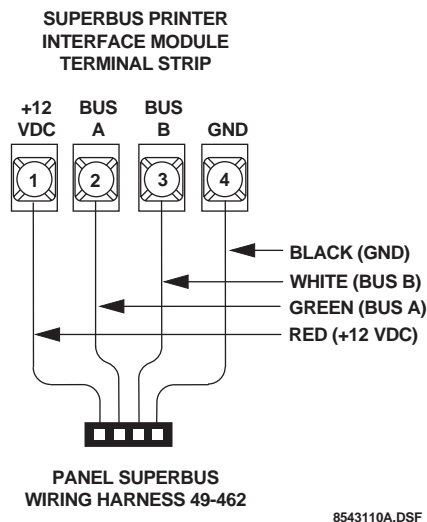 SUPERBUS PRINTER
INTERFACE MODULE
TERMINAL STRIP
+12 VDC
BUS A
BUS B
GND
1
2
3
4
BLACK (GND)
WHITE (BUS B)
GREEN (BUS A)
RED (+12 VDC)
PANEL SUPERBUS
WIRING HARNESS 49-462
8543110A.DSF